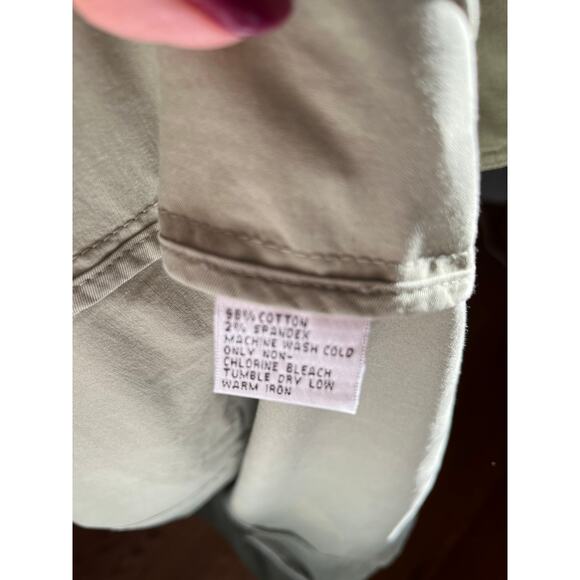 98% COTTON
2% SPANDEX
MACHINE WASH COLD
ONLY NON-
CHLORINE BLEACH
TUMBLE DRY LOW
WARM IRON